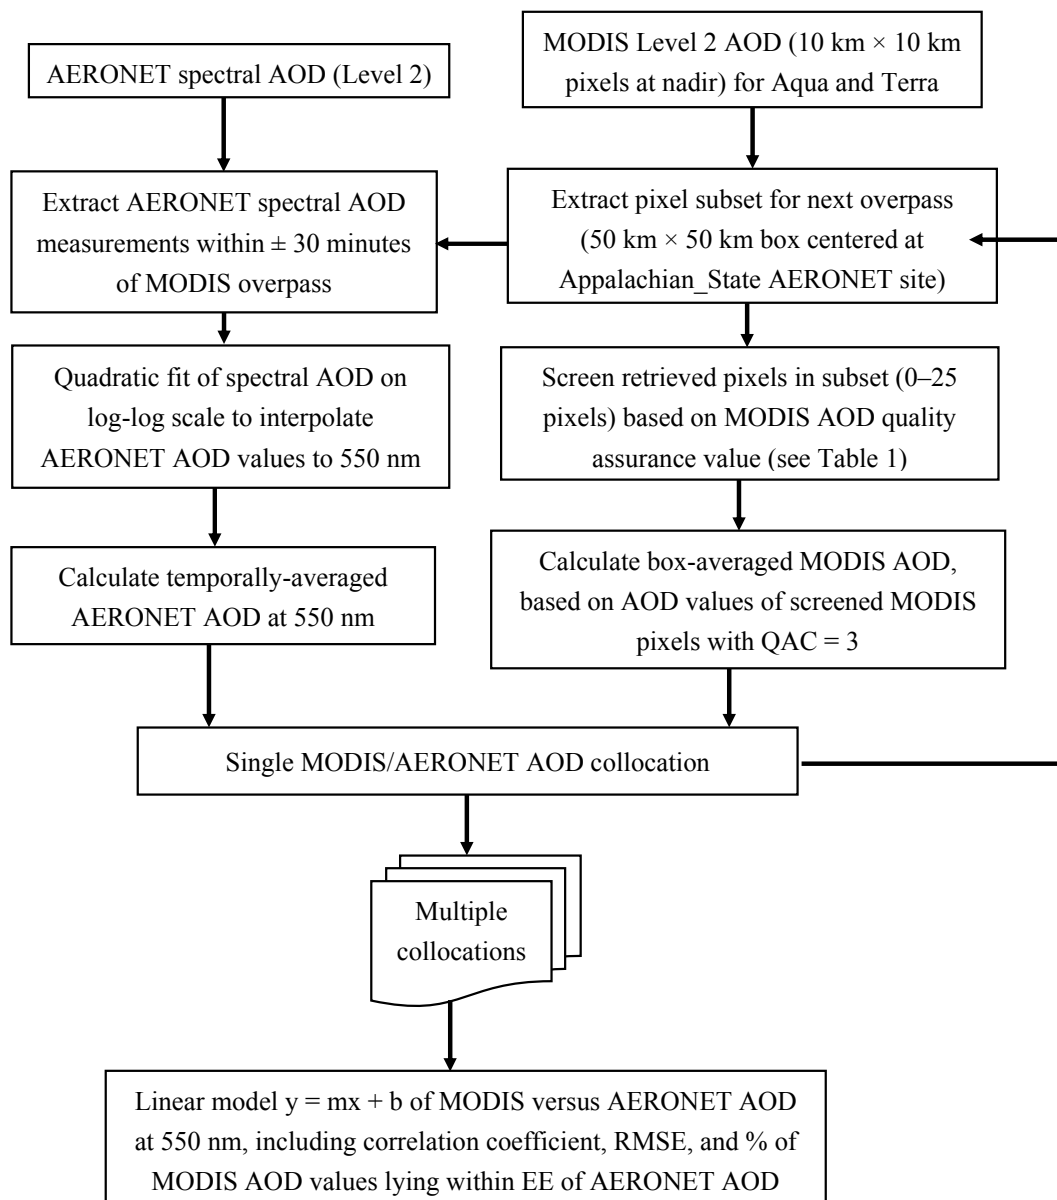 AERONET spectral AOD (Level 2)
MODIS Level 2 AOD (10 km × 10 km
pixels at nadir) for Aqua and Terra
Extract AERONET spectral AOD
measurements within ± 30 minutes
of MODIS overpass
Extract pixel subset for next overpass
(50 km × 50 km box centered at
Appalachian_State AERONET site)
Quadratic fit of spectral AOD on
log-log scale to interpolate
AERONET AOD values to 550 nm
Screen retrieved pixels in subset (0–25
pixels) based on MODIS AOD quality
assurance value (see Table 1)
Calculate temporally-averaged
AERONET AOD at 550 nm
Calculate box-averaged MODIS AOD,
based on AOD values of screened MODIS
pixels with QAC = 3
Single MODIS/AERONET AOD collocation
Multiple
collocations
Linear model y = mx + b of MODIS versus AERONET AOD
at 550 nm, including correlation coefficient, RMSE, and % of
MODIS AOD values lying within EE of AERONET AOD